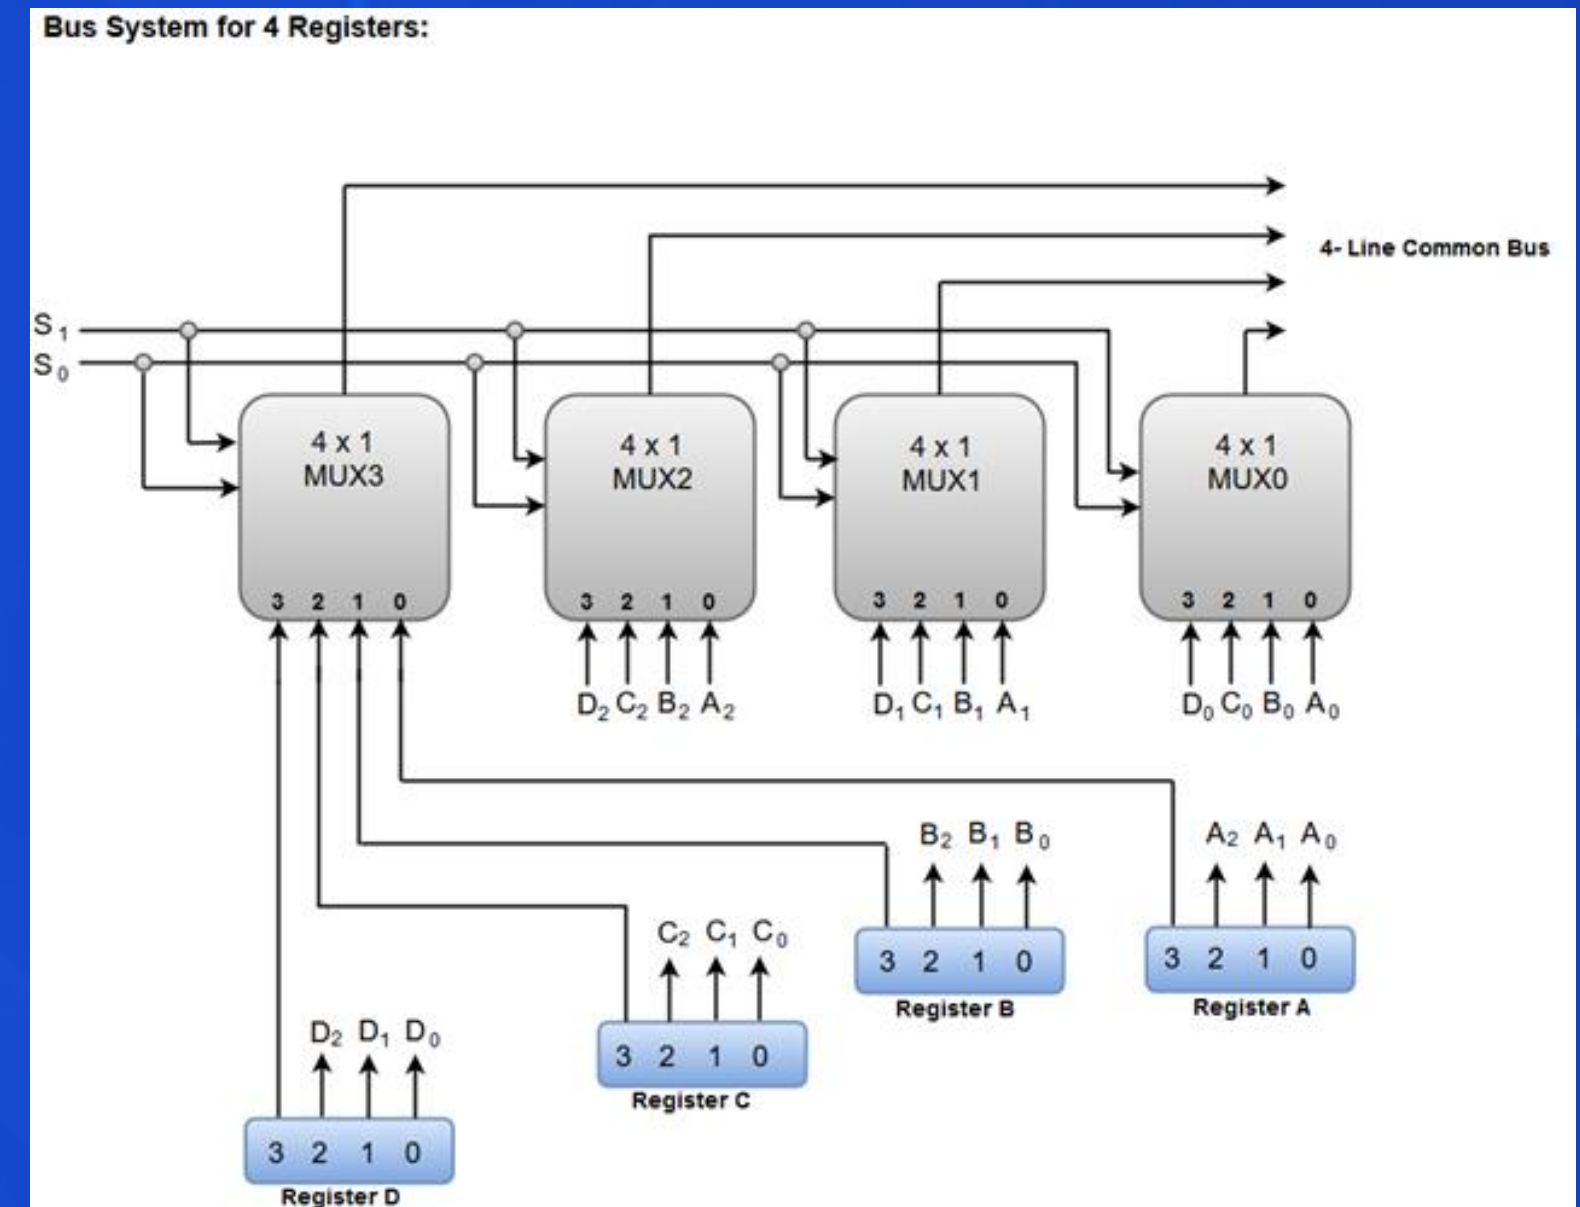 Bus System for 4 Registers:
4- Line Common Bus
S1
S0
4 x 1 4 x 1 4 x 1 4 x 1
MUX3 MUX2 MUX1 MUX0
3 2 1 0 3 2 1 0 3 2 1 0 3 2 1 0
D2 C2 B2 A2 D1 C1 B1 A1 D0 C0 B0 A0
B2 B1 B0 A2 A1 A0
3 2 1 0 3 2 1 0
Register B Register A
C2 C1 C0
3 2 1 0
Register C
D2 D1 D0
3 2 1 0
Register D